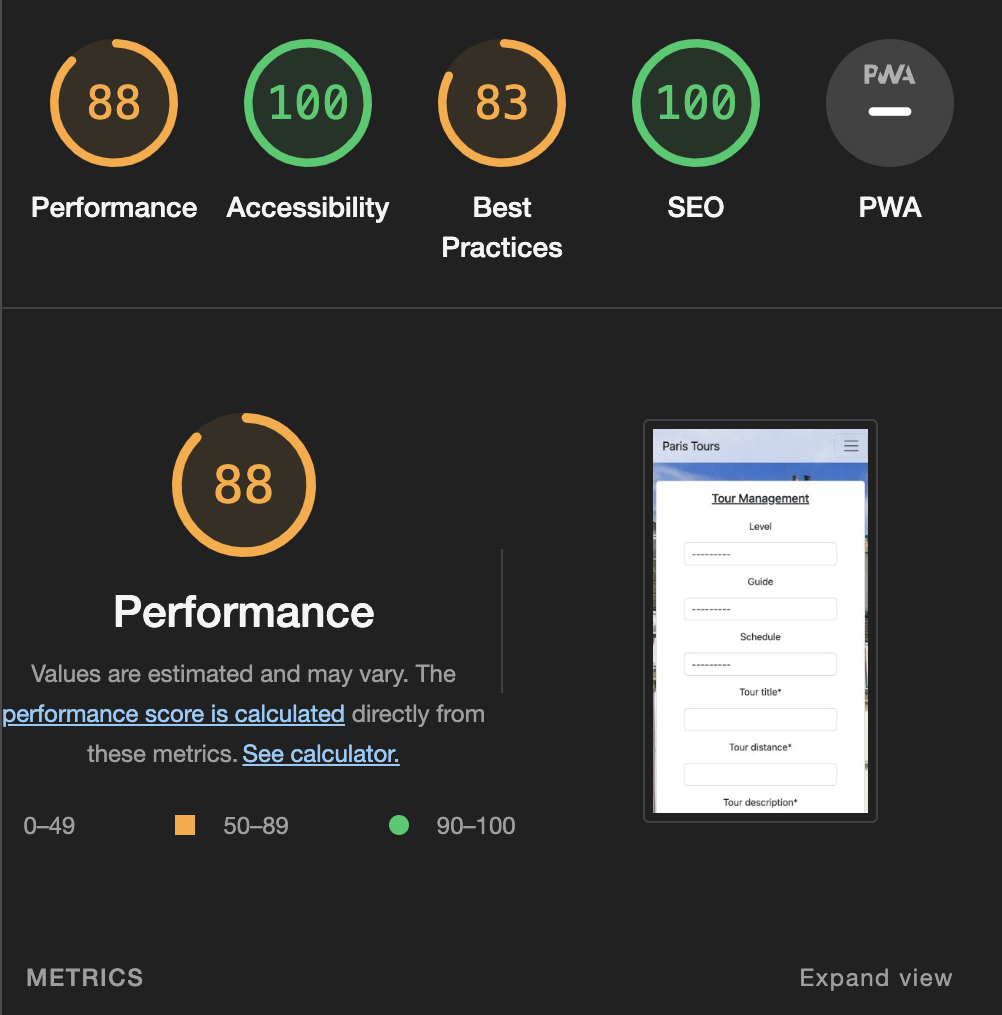 88
100
83
100
PWA
Performance
Accessibility
Best
Practices
SEO
PWA
88
Performance
Values are estimated and may vary. The
performance score is calculated directly from
these metrics. See calculator.
0–49
50–89
90–100
Paris Tours
Tour Management
Level
---------
Guide
---------
Schedule
---------
Tour title*
Tour distance*
Tour description*
METRICS
Expand view